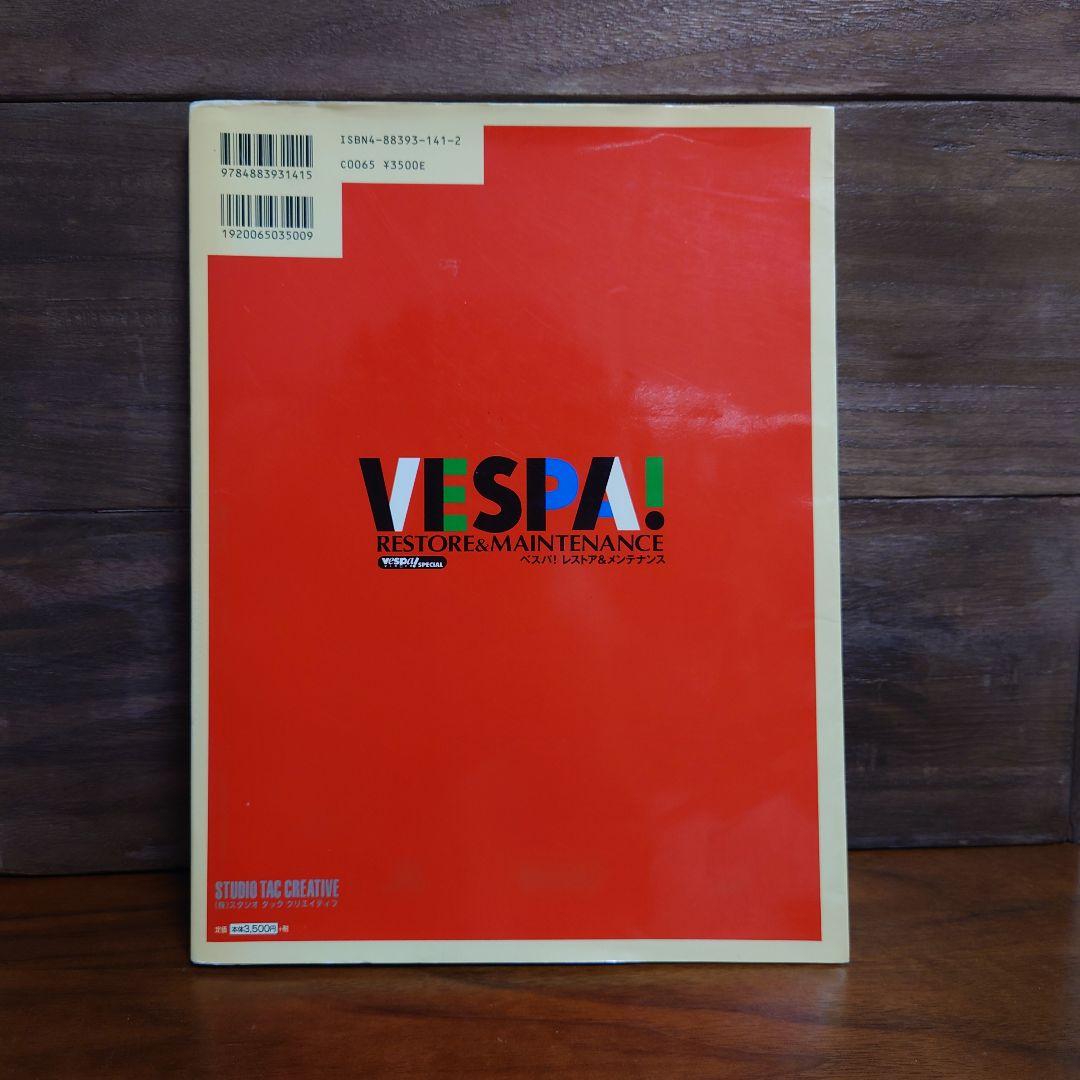 ISBN4-88393-141-2
C0065 ¥3500E
9784883931415
1920065035009
VESPA!
RESTORE&MAINTENANCE
vespa! SPECIAL
ベスパ! レストア&メンテナンス
STUDIO TAC CREATIVE
(株)スタジオ タック クリエイティブ
定価 本体3,500円+税